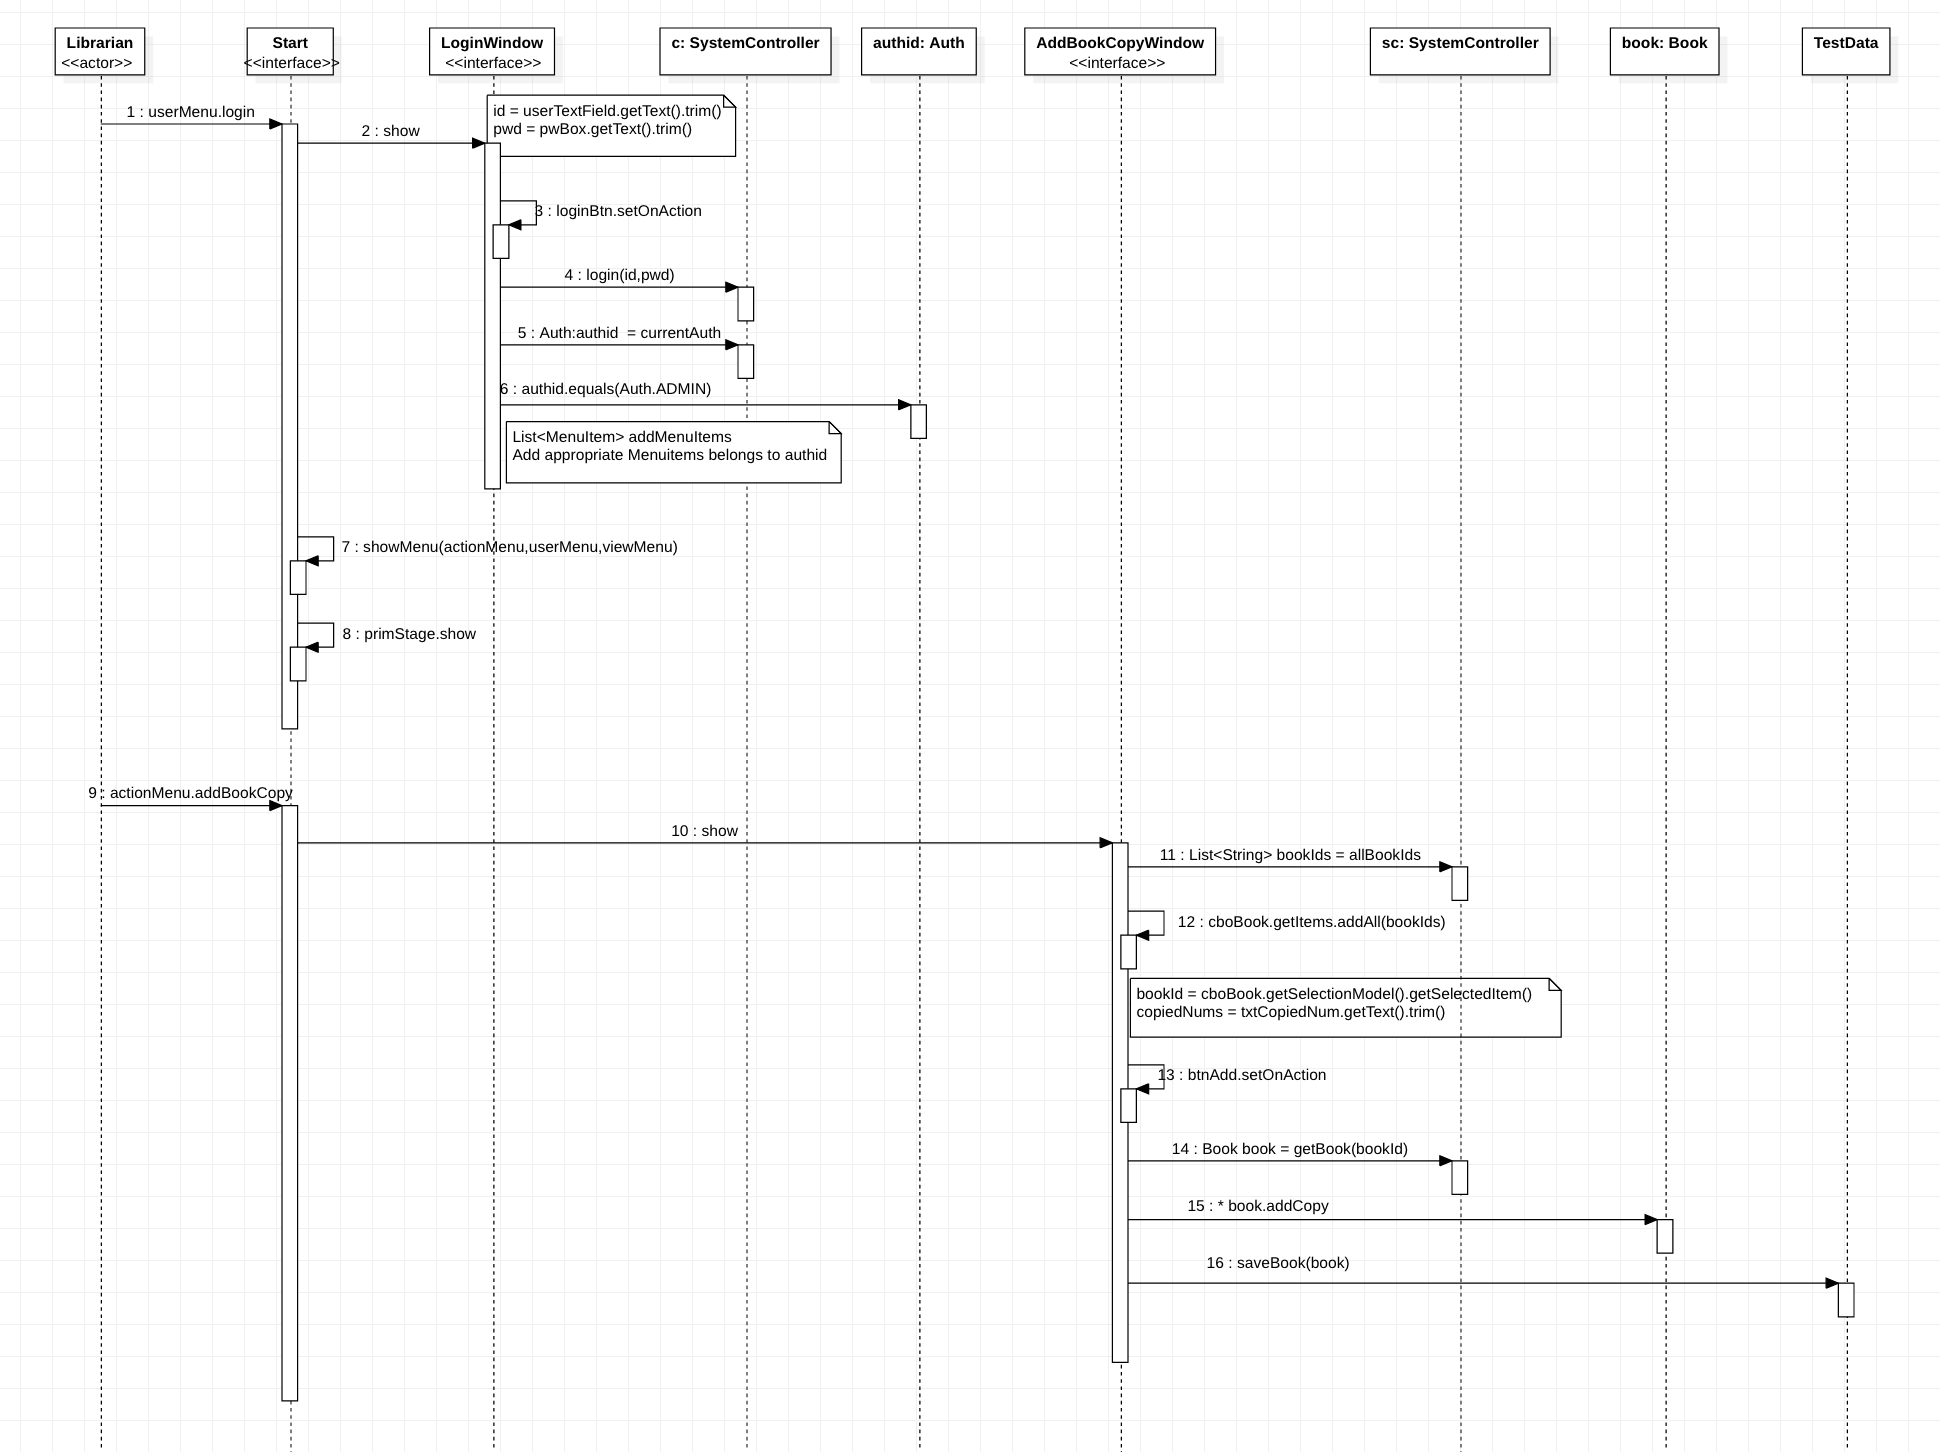 Librarian
<<actor>>
Start
<<interface>>
LoginWindow
<<interface>>
c: SystemController
authid: Auth
AddBookCopyWindow
<<interface>>
sc: SystemController
book: Book
TestData
1 : userMenu.login
id = userTextField.getText().trim()
pwd = pwBox.getText().trim()
2 : show
3 : loginBtn.setOnAction
4 : login(id,pwd)
5 : Auth:authid  = currentAuth
6 : authid.equals(Auth.ADMIN)
List<MenuItem> addMenuItems
Add appropriate Menuitems belongs to authid
7 : showMenu(actionMenu,userMenu,viewMenu)
8 : primStage.show
9 : actionMenu.addBookCopy
10 : show
11 : List<String> bookIds = allBookIds
12 : cboBook.getItems.addAll(bookIds)
bookId = cboBook.getSelectionModel().getSelectedItem()
copiedNums = txtCopiedNum.getText().trim()
13 : btnAdd.setOnAction
14 : Book book = getBook(bookId)
15 : * book.addCopy
16 : saveBook(book)